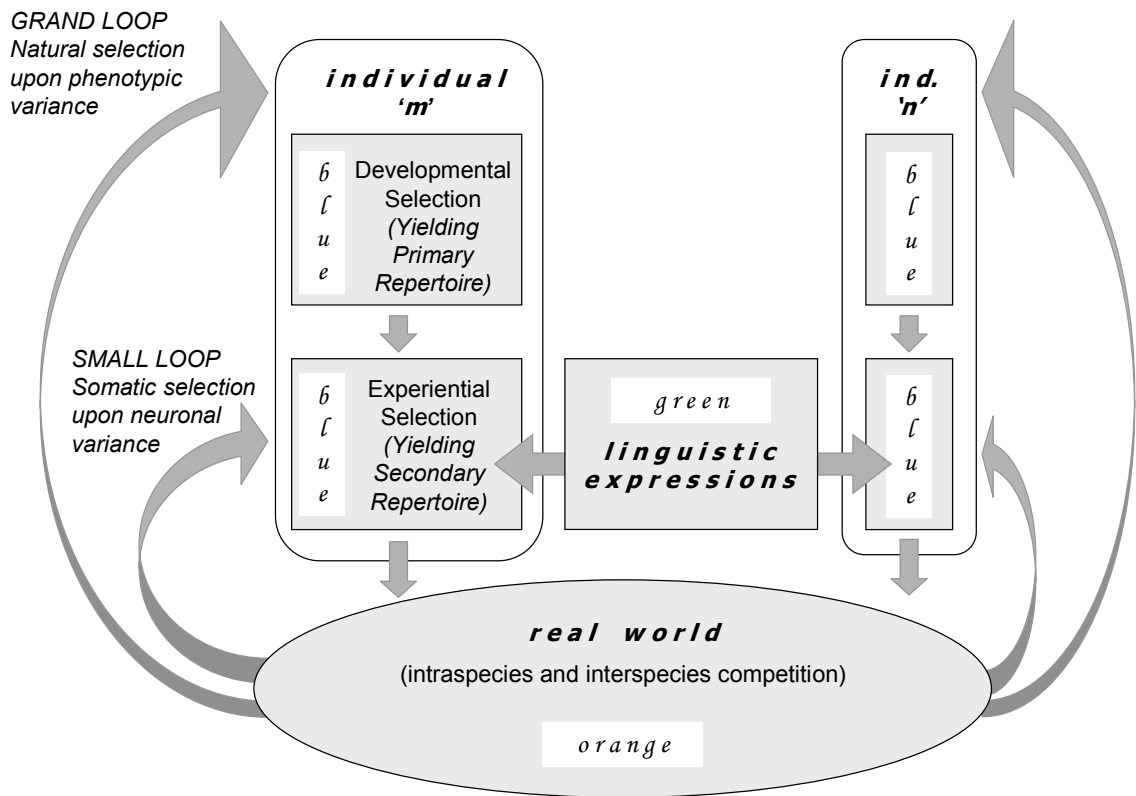 GRAND LOOP
Natural selection
upon phenotypic
variance
individual
‘m’
b
l
u
e
Developmental
Selection
(Yielding
Primary
Repertoire)
ind.
‘n’
b
l
u
e
SMALL LOOP
Somatic selection
upon neuronal
variance
b
l
u
e
Experiential
Selection
(Yielding
Secondary
Repertoire)
green
linguistic
expressions
b
l
u
e
real world
(intraspecies and interspecies competition)
orange